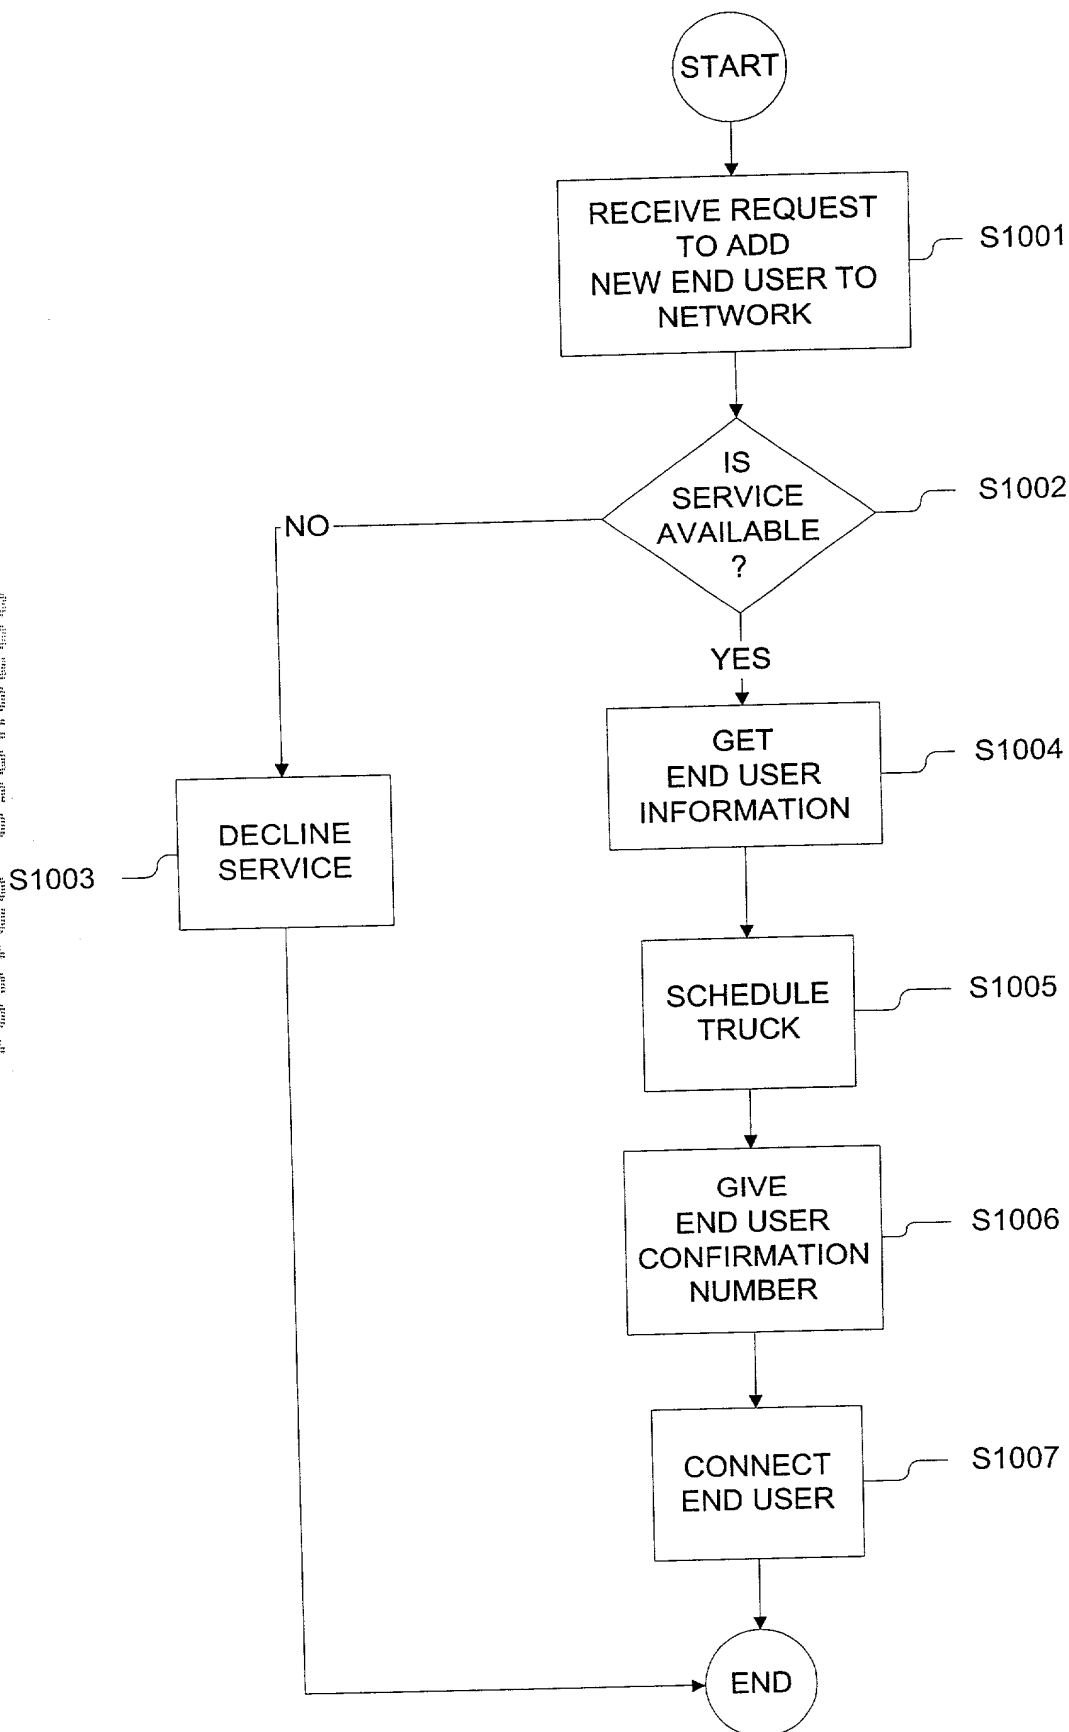 START
RECEIVE REQUEST
TO ADD
NEW END USER TO
NETWORK
S1001
IS
SERVICE
AVAILABLE
?
S1002
NO
YES
GET
END USER
INFORMATION
S1004
DECLINE
SERVICE
S1003
SCHEDULE
TRUCK
S1005
GIVE
END USER
CONFIRMATION
NUMBER
S1006
CONNECT
END USER
S1007
END